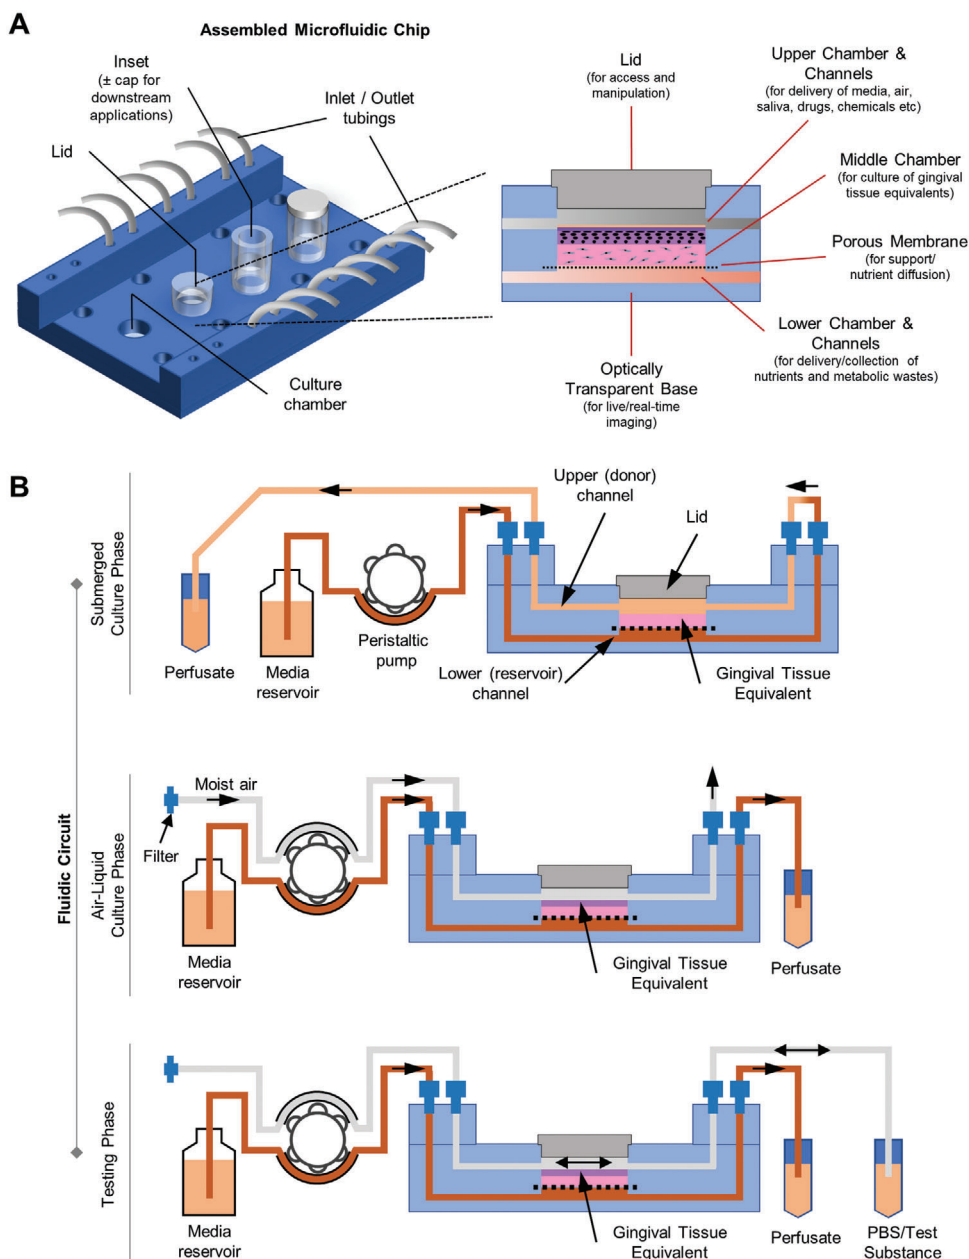 A
Assembled Microfluidic Chip
Inset
(± cap for
downstream
applications)
Lid
Inlet / Outlet
tubings
Culture
chamber
Lid
(for access and
manipulation)
Upper Chamber &
Channels
(for delivery of media, air,
saliva, drugs, chemicals etc)
Middle Chamber
(for culture of gingival
tissue equivalents)
Porous Membrane
(for support/
nutrient diffusion)
Lower Chamber &
Channels
(for delivery/collection of
nutrients and metabolic wastes)
Optically
Transparent Base
(for live/real-time
imaging)
B
Fluidic Circuit
Submerged
Culture Phase
Perfusate
Media
reservoir
Peristaltic
pump
Upper (donor)
channel
Lid
Lower (reservoir)
channel
Gingival Tissue
Equivalent
Air-Liquid
Culture Phase
Moist air
Filter
Media
reservoir
Gingival Tissue
Equivalent
Perfusate
Testing Phase
Media
reservoir
Gingival Tissue
Equivalent
Perfusate
PBS/Test
Substance